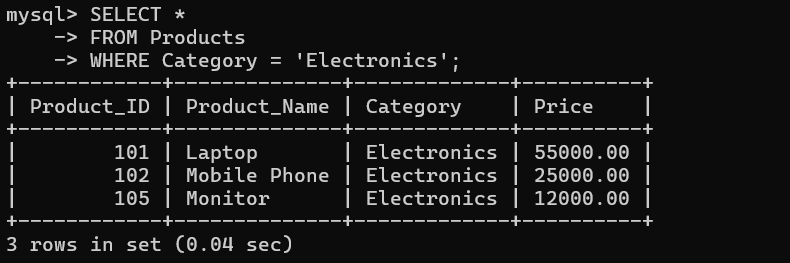 mysql> SELECT *
    -> FROM Products
    -> WHERE Category = 'Electronics';
+------------+--------------+-------------+----------+
| Product_ID | Product_Name | Category    | Price    |
+------------+--------------+-------------+----------+
|        101 | Laptop       | Electronics | 55000.00 |
|        102 | Mobile Phone | Electronics | 25000.00 |
|        105 | Monitor      | Electronics | 12000.00 |
+------------+--------------+-------------+----------+
3 rows in set (0.04 sec)